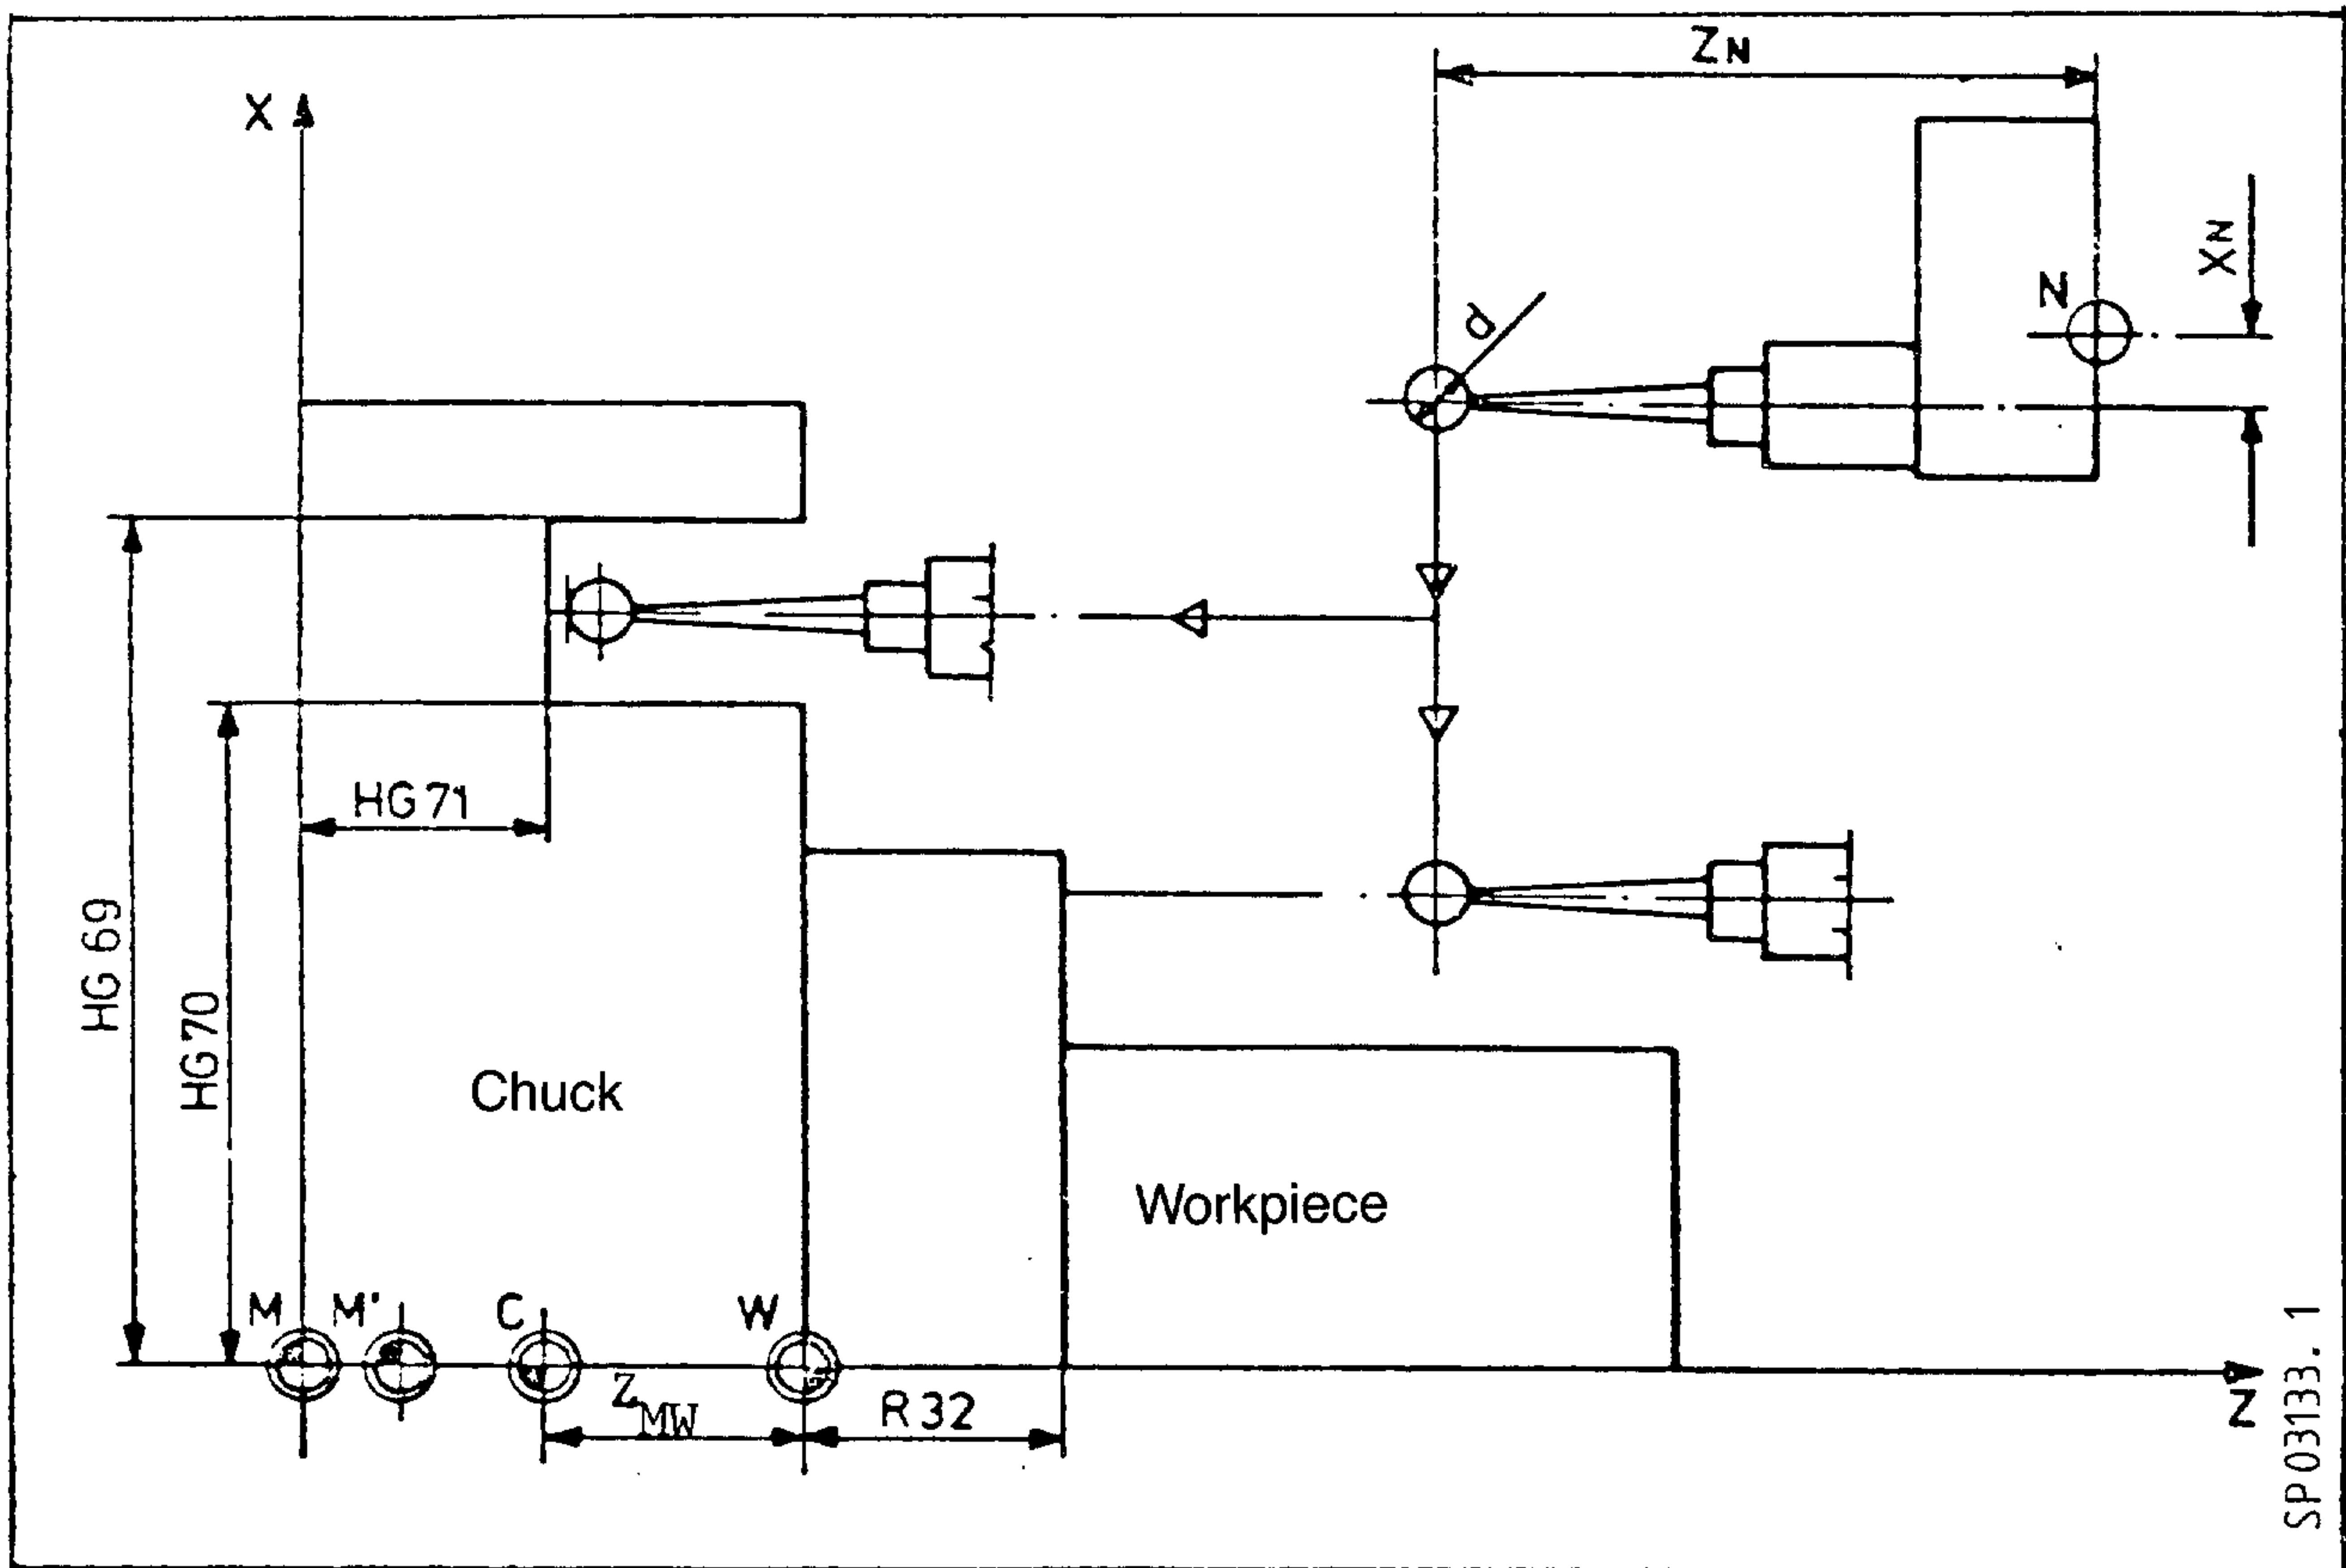 ZN
X
XN
N
d
HG 71
HG 69
HG 70
Chuck
Workpiece
M
M'
C
W
ZMW
R 32
Z
SP 03133. 1